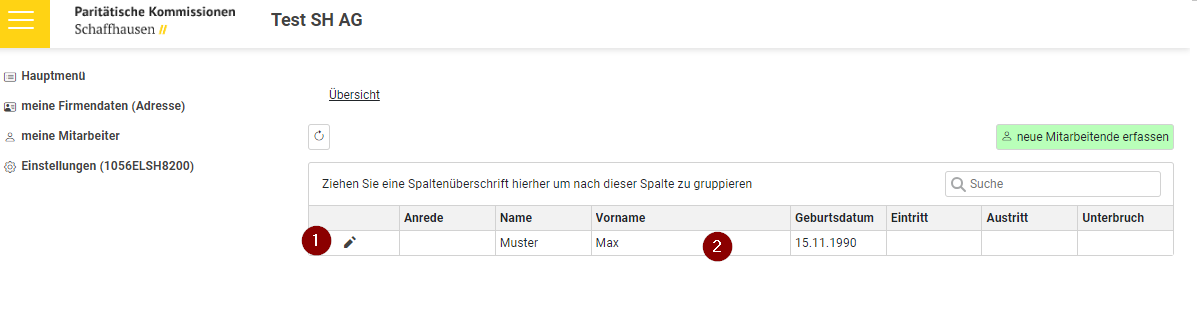 Paritätische Kommissionen
Schaffhausen //
Test SH AG
Hauptmenü
meine Firmendaten (Adresse)
meine Mitarbeiter
Einstellungen (1056ELSH8200)
Übersicht
neue Mitarbeitende erfassen
Ziehen Sie eine Spaltenüberschrift hierher um nach dieser Spalte zu gruppieren
Suche
Anrede Name Vorname Geburtsdatum Eintritt Austritt Unterbruch
1 Muster Max 2 15.11.1990